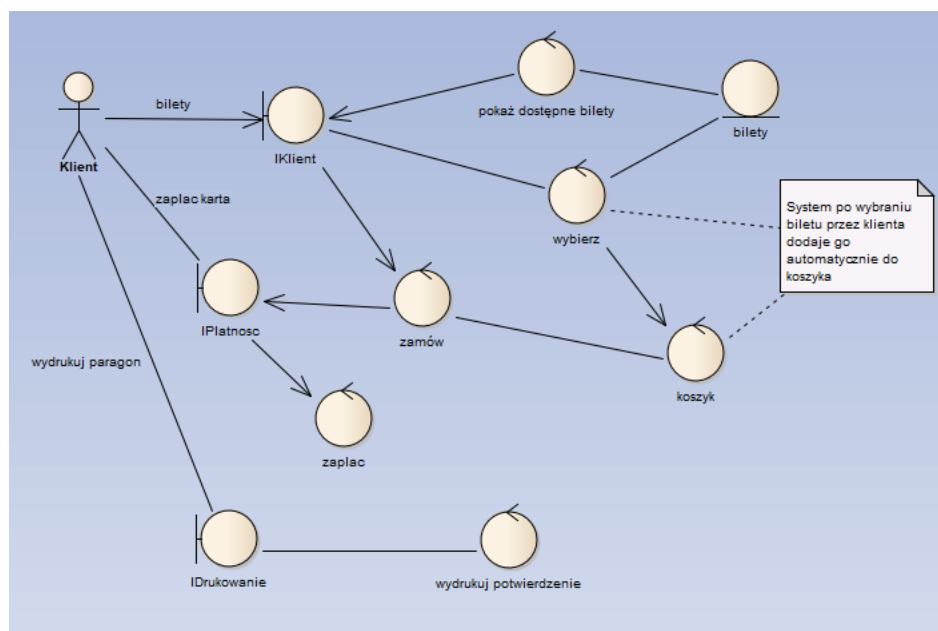 bilety
pokaż dostępne bilety
bilety
IKlient
Klient
zaplac karta
wybierz
System po wybraniu
biletu przez klienta
dodaje go
automatycznie do
koszyka
IPlatnosc
zamów
wydrukuj paragon
koszyk
zaplac
IDrukowanie
wydrukuj potwierdzenie